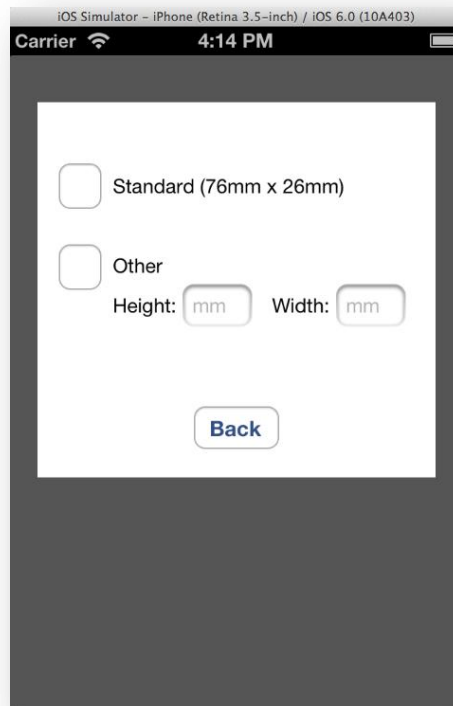 iOS Simulator – iPhone (Retina 3.5-inch) / iOS 6.0 (10A403)
Carrier 4:14 PM
Standard (76mm x 26mm)
Other
Height: mm Width: mm
Back